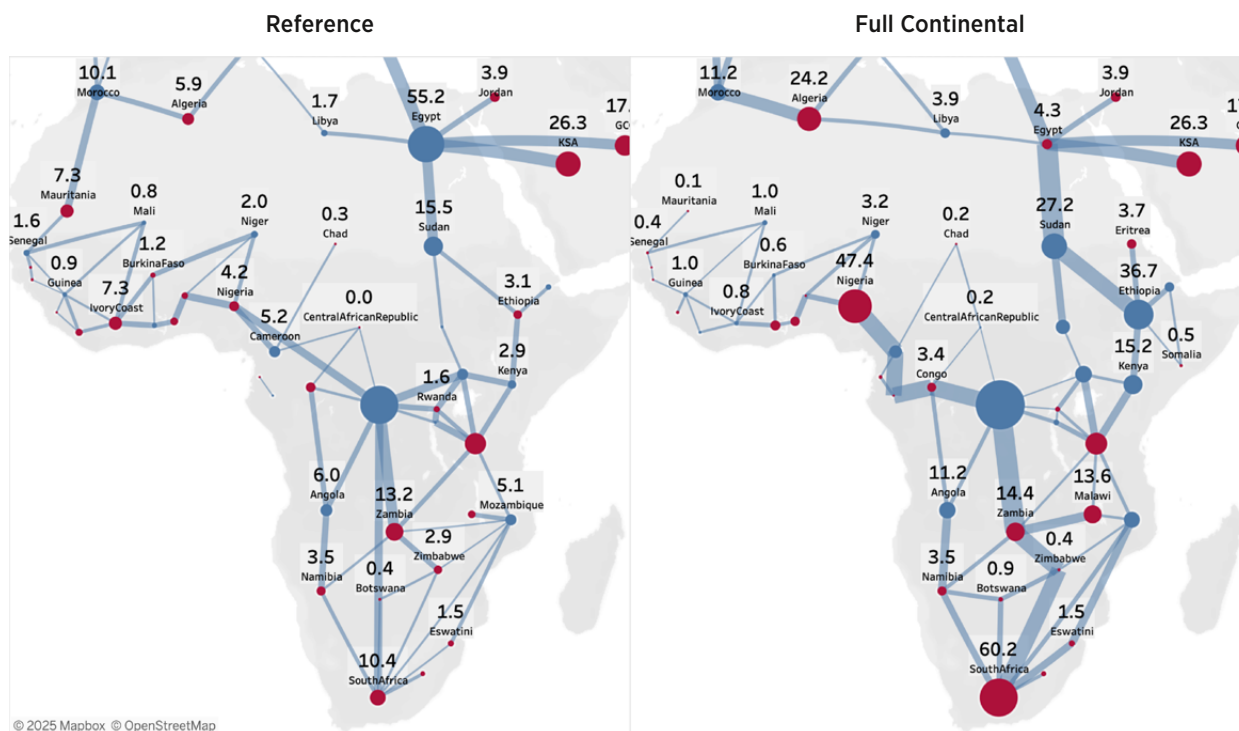 Reference
Full Continental
10.1
Morocco
5.9
Algeria
1.7
Libya
55.2
Egypt
3.9
Jordan
17.
GC
26.3
KSA
7.3
Mauritania
0.8
Mali
2.0
Niger
0.3
Chad
15.5
Sudan
1.6
Senegal
0.9
Guinea
1.2
BurkinaFaso
7.3
IvoryCoast
4.2
Nigeria
5.2
Cameroon
0.0
CentralAfricanRepublic
3.1
Ethiopia
2.9
Kenya
1.6
Rwanda
6.0
Angola
13.2
Zambia
5.1
Mozambique
2.9
Zimbabwe
3.5
Namibia
0.4
Botswana
1.5
Eswatini
10.4
SouthAfrica
© 2025 Mapbox © OpenStreetMap
11.2
Morocco
24.2
Algeria
3.9
Libya
4.3
Egypt
3.9
Jordan
26.3
KSA
0.1
Mauritania
1.0
Mali
3.2
Niger
0.2
Chad
27.2
Sudan
3.7
Eritrea
0.4
Senegal
1.0
Guinea
0.6
BurkinaFaso
0.8
IvoryCoast
47.4
Nigeria
0.2
CentralAfricanRepublic
36.7
Ethiopia
0.5
Somalia
15.2
Kenya
3.4
Congo
11.2
Angola
14.4
Zambia
13.6
Malawi
0.4
Zimbabwe
3.5
Namibia
0.9
Botswana
1.5
Eswatini
60.2
SouthAfrica